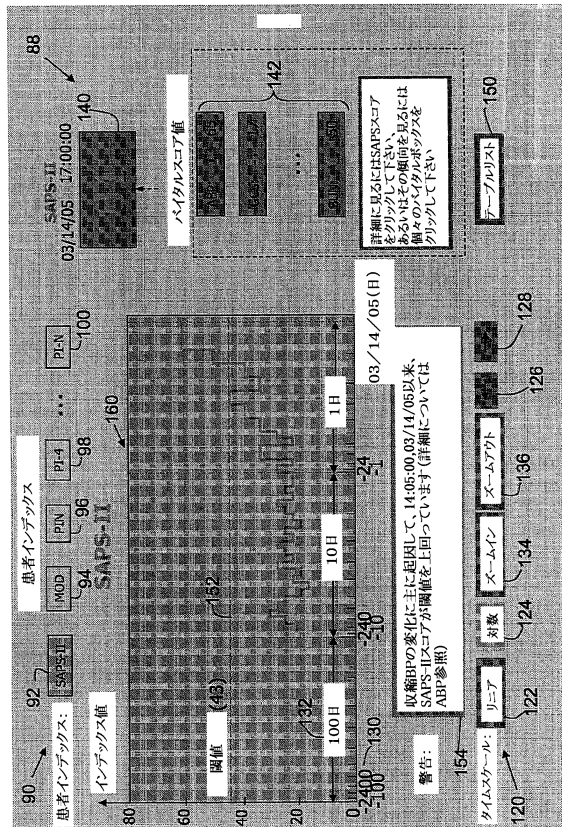 患者インデックス
88
90
患者インデックス:
SAPS-II
92
MOD
94
PIN
96
PI-4
98
•••
PI-N
100
SAPS-II
03/14/05 17:00:00
140
インデックス値
SAPS-II
160
80
60
40
20
0
閾値
(43)
152
132
100日
10日
1日
-2400
-100
-240
-10
-24
-1
130
03/14/05(日)
バイタルスコア値
142
•••
詳細に見るにはSAPSスコア
をクリックして下さい、
あるいはその傾向を見るには
個々のバイタルボックスを
クリックして下さい
警告:
収縮BPの変化に主に起因して、14:05:00,03/14/05以来、
SAPS-IIスコアが閾値を上回っています(詳細については
ABP参照)
154
タイムスケール:
120
リニア
122
対数
124
ズームイン
134
ズームアウト
136
126
128
テーブルリスト
150